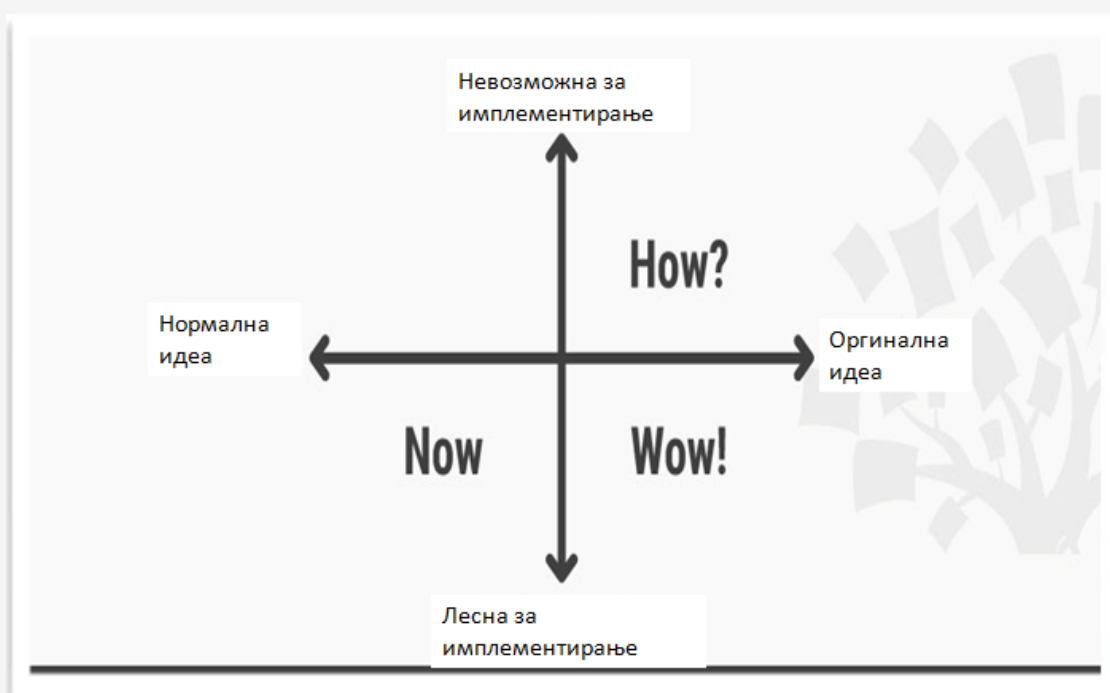 Невозможна за
имплементирање
How?
Нормална
идеа
Оргинална
идеа
Now
Wow!
Лесна за
имплементирање